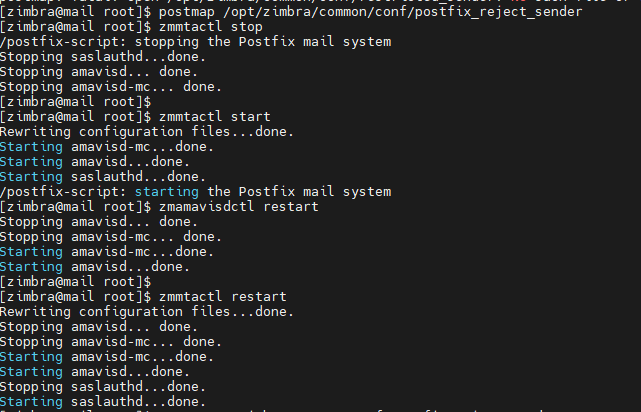 [zimbra@mail root]$ postmap /opt/zimbra/common/conf/postfix_reject_sender
[zimbra@mail root]$ zmmtactl stop
/postfix-script: stopping the Postfix mail system
Stopping saslauthd...done.
Stopping amavisd... done.
Stopping amavisd-mc... done.
[zimbra@mail root]$
[zimbra@mail root]$ zmmtactl start
Rewriting configuration files...done.
Starting amavisd-mc...done.
Starting amavisd...done.
Starting saslauthd...done.
/postfix-script: starting the Postfix mail system
[zimbra@mail root]$ zmamavisdctl restart
Stopping amavisd... done.
Stopping amavisd-mc... done.
Starting amavisd-mc...done.
Starting amavisd...done.
[zimbra@mail root]$
[zimbra@mail root]$ zmmtactl restart
Rewriting configuration files...done.
Stopping amavisd... done.
Stopping amavisd-mc... done.
Starting amavisd-mc...done.
Starting amavisd...done.
Stopping saslauthd...done.
Starting saslauthd...done.